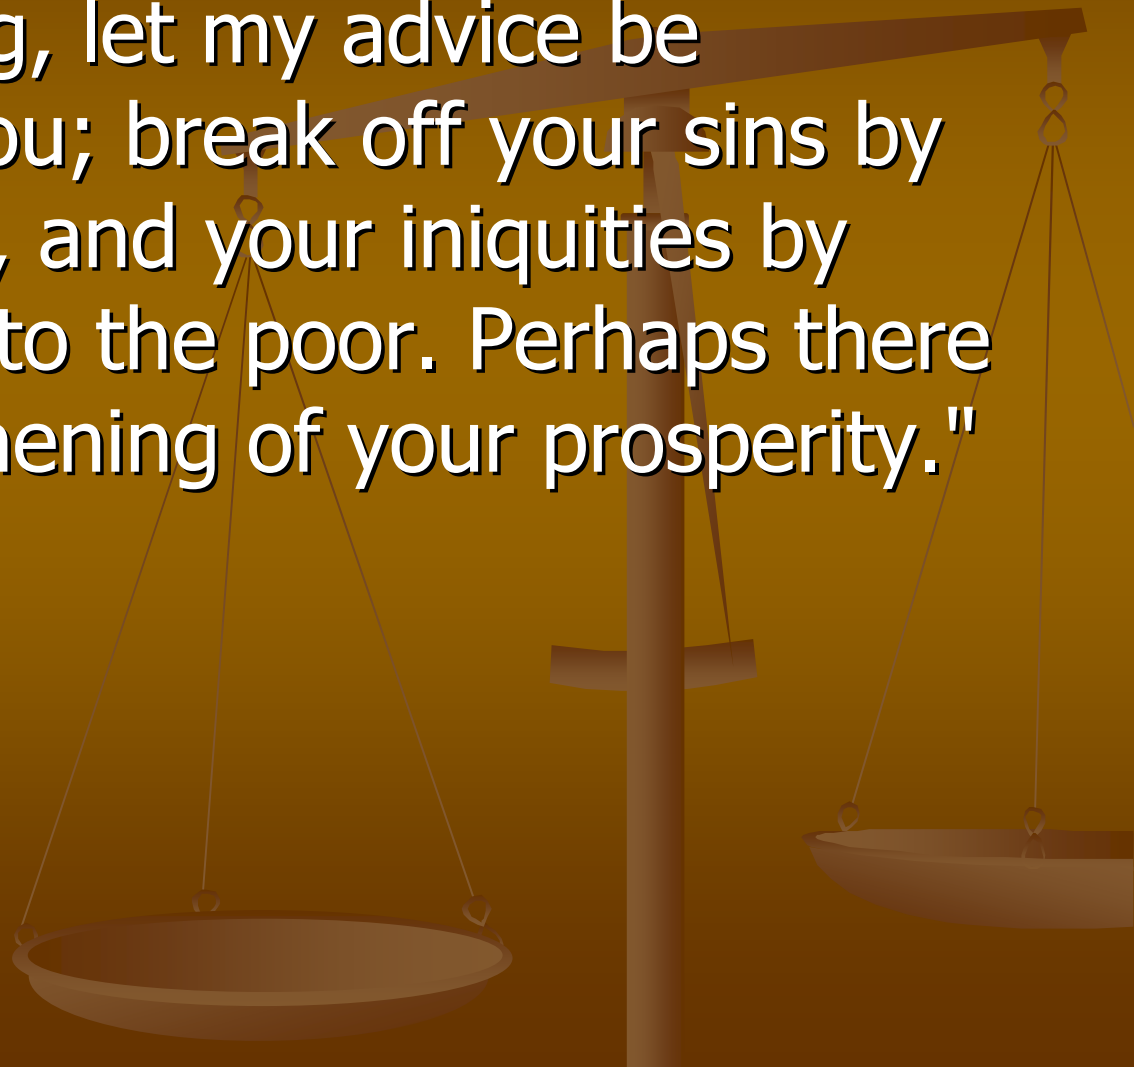 g, let my advice be
ou; break off your sins by
, and your iniquities by
to the poor. Perhaps there
ening of your prosperity."